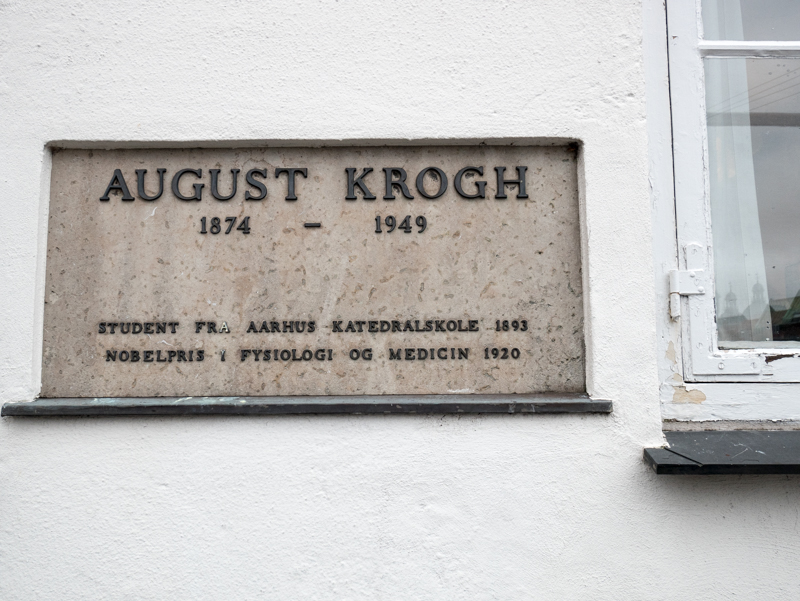 AUGUST KROGH
1874 – 1949
STUDENT FRA AARHUS KATEDRALSKOLE 1893
NOBELPRIS I FYSIOLOGI OG MEDICIN 1920